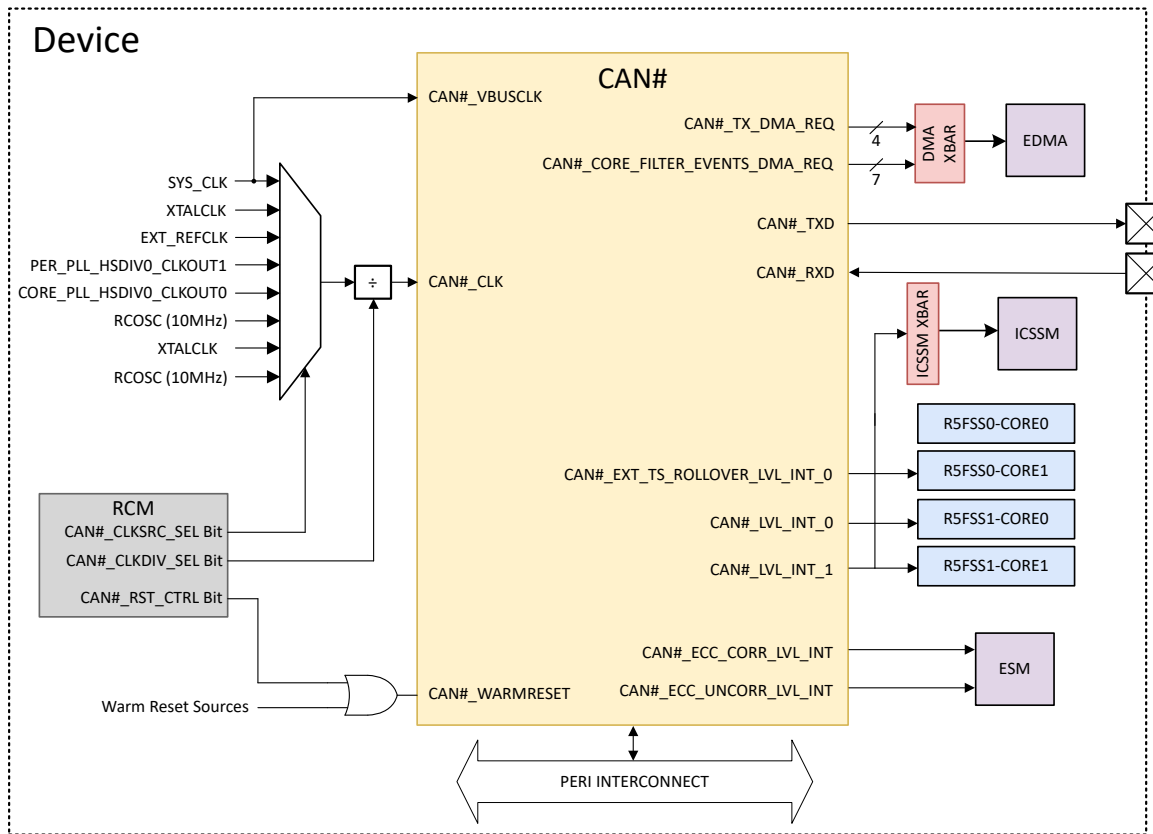 Device
CAN#
CAN#_VBUSCLK
CAN#_TX_DMA_REQ
4
CAN#_CORE_FILTER_EVENTS_DMA_REQ
7
DMA
XBAR
EDMA
SYS_CLK
XTALCLK
EXT_REFCLK
PER_PLL_HSDIV0_CLKOUT1
CORE_PLL_HSDIV0_CLKOUT0
RCOSC (10MHz)
XTALCLK
RCOSC (10MHz)
÷
CAN#_CLK
CAN#_TXD
CAN#_RXD
ICSSM XBAR
ICSSM
R5FSS0-CORE0
R5FSS0-CORE1
R5FSS1-CORE0
R5FSS1-CORE1
CAN#_EXT_TS_ROLLOVER_LVL_INT_0
CAN#_LVL_INT_0
CAN#_LVL_INT_1
RCM
CAN#_CLKSRC_SEL Bit
CAN#_CLKDIV_SEL Bit
CAN#_RST_CTRL Bit
Warm Reset Sources
CAN#_WARMRESET
CAN#_ECC_CORR_LVL_INT
CAN#_ECC_UNCORR_LVL_INT
ESM
PERI INTERCONNECT